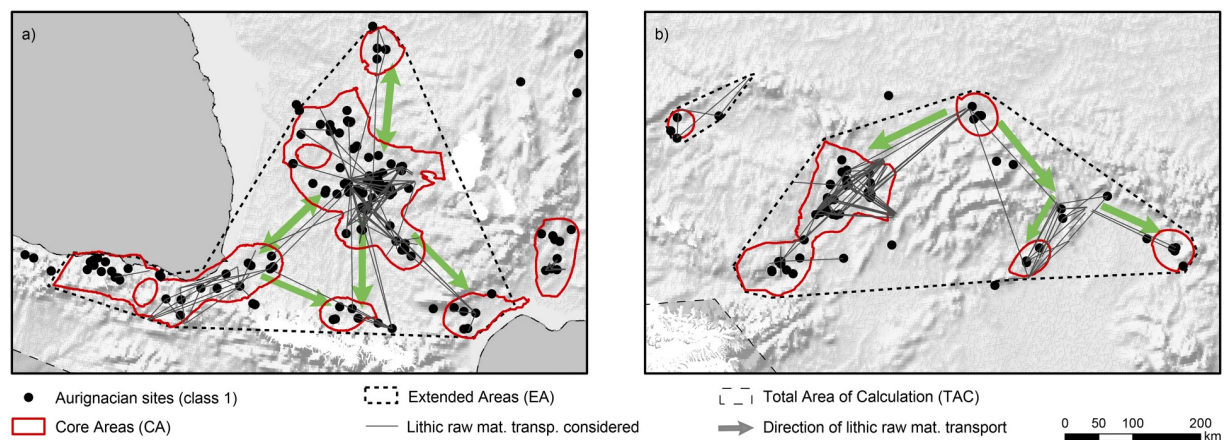 a)
b)
Aurignacian sites (class 1)
Extended Areas (EA)
Total Area of Calculation (TAC)
Core Areas (CA)
Lithic raw mat. transp. considered
Direction of lithic raw mat. transport
0 50 100 200
km